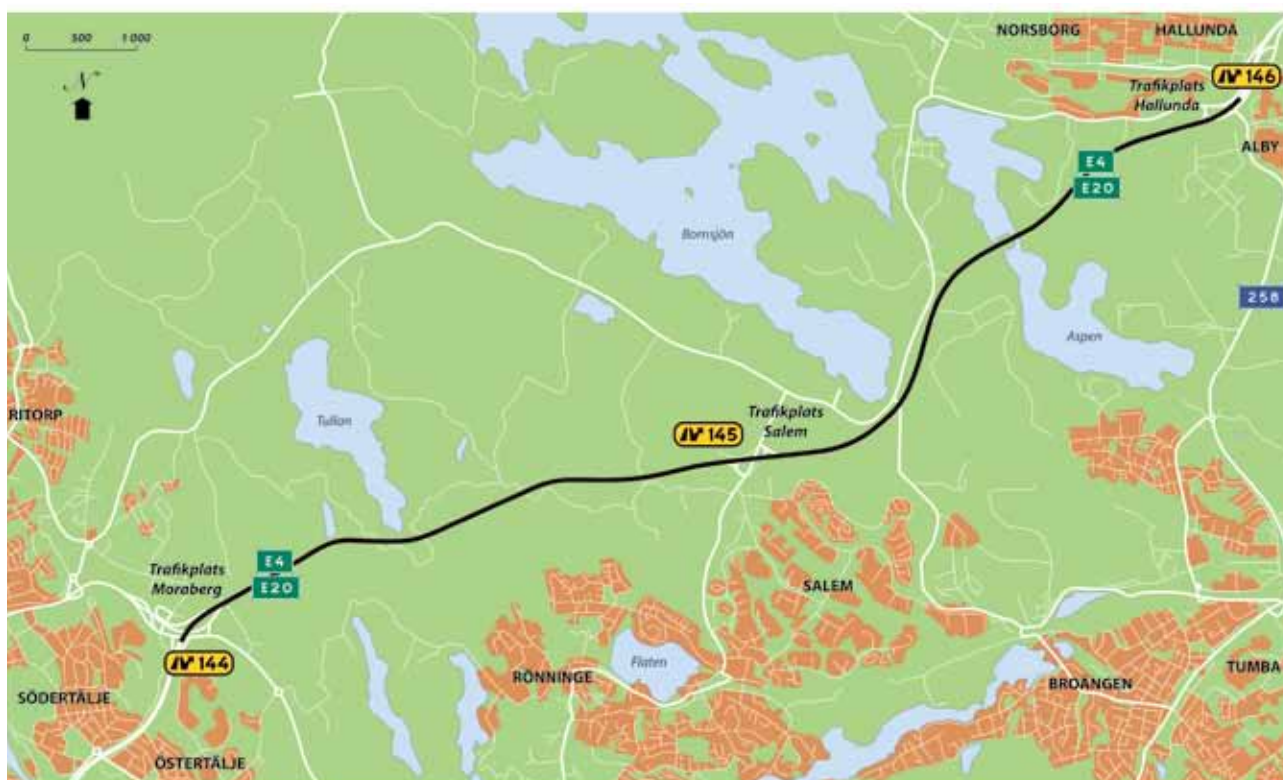 0 500 1 000
N
NORSBORG
HALLUNDA
Trafikplats
Hallunda
146
ALBY
E4
E20
258
Bornsjön
Aspen
RITORP
Tullan
145
Trafikplats
Salem
E4
E20
Trafikplats
Moraberg
144
SALEM
Flaten
RÖNNINGE
SÖDERTÄLJE
ÖSTERTÄLJE
BROANGEN
TUMBA